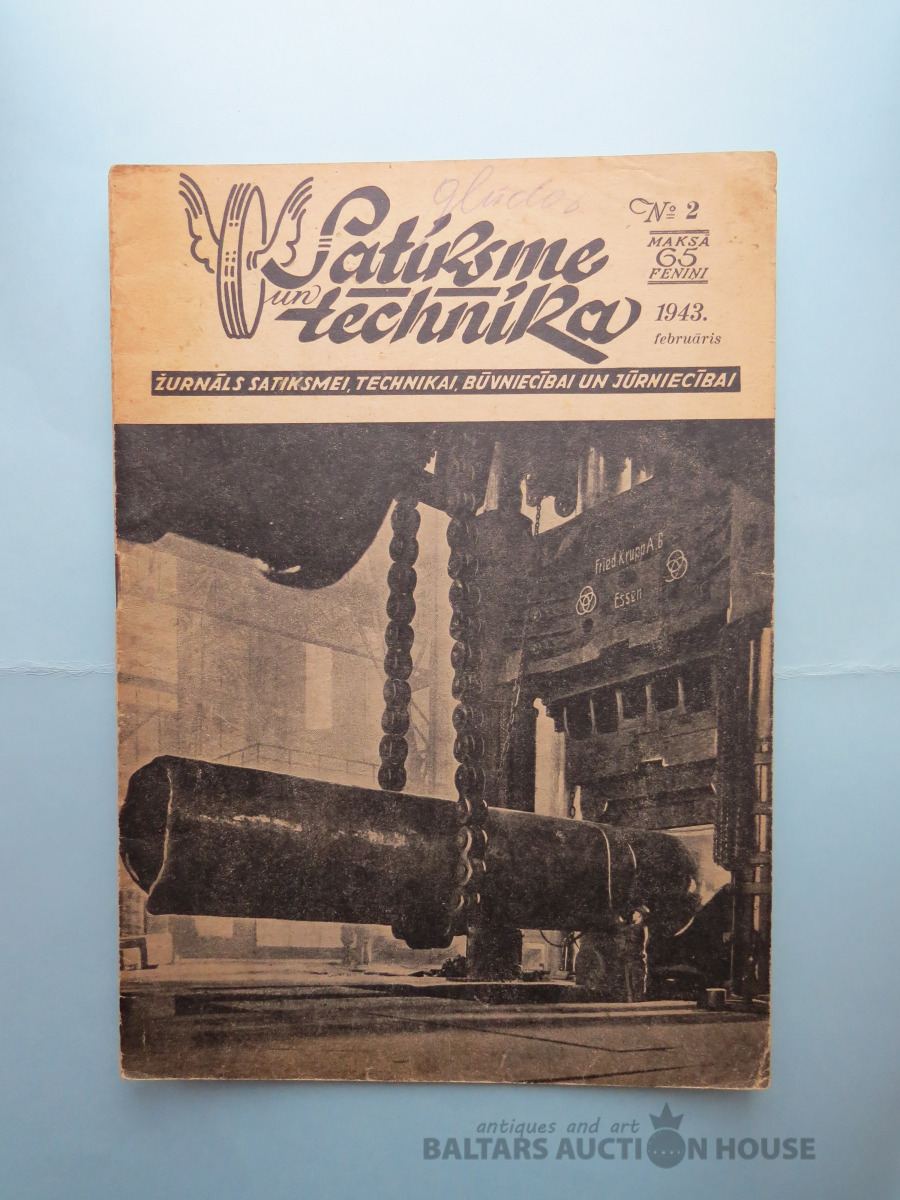 Nº 2
Satiksme
un
technika
MAKSĀ
65
FENIŅI
1943.
februāris
ŽURNĀLS SATIKSMEI, TECHNIKAI, BŪVNIECĪBAI UN JŪRNIECĪBAI
Fried Krupp A.G
Essen
antiques and art
BALTARS AUCTION HOUSE